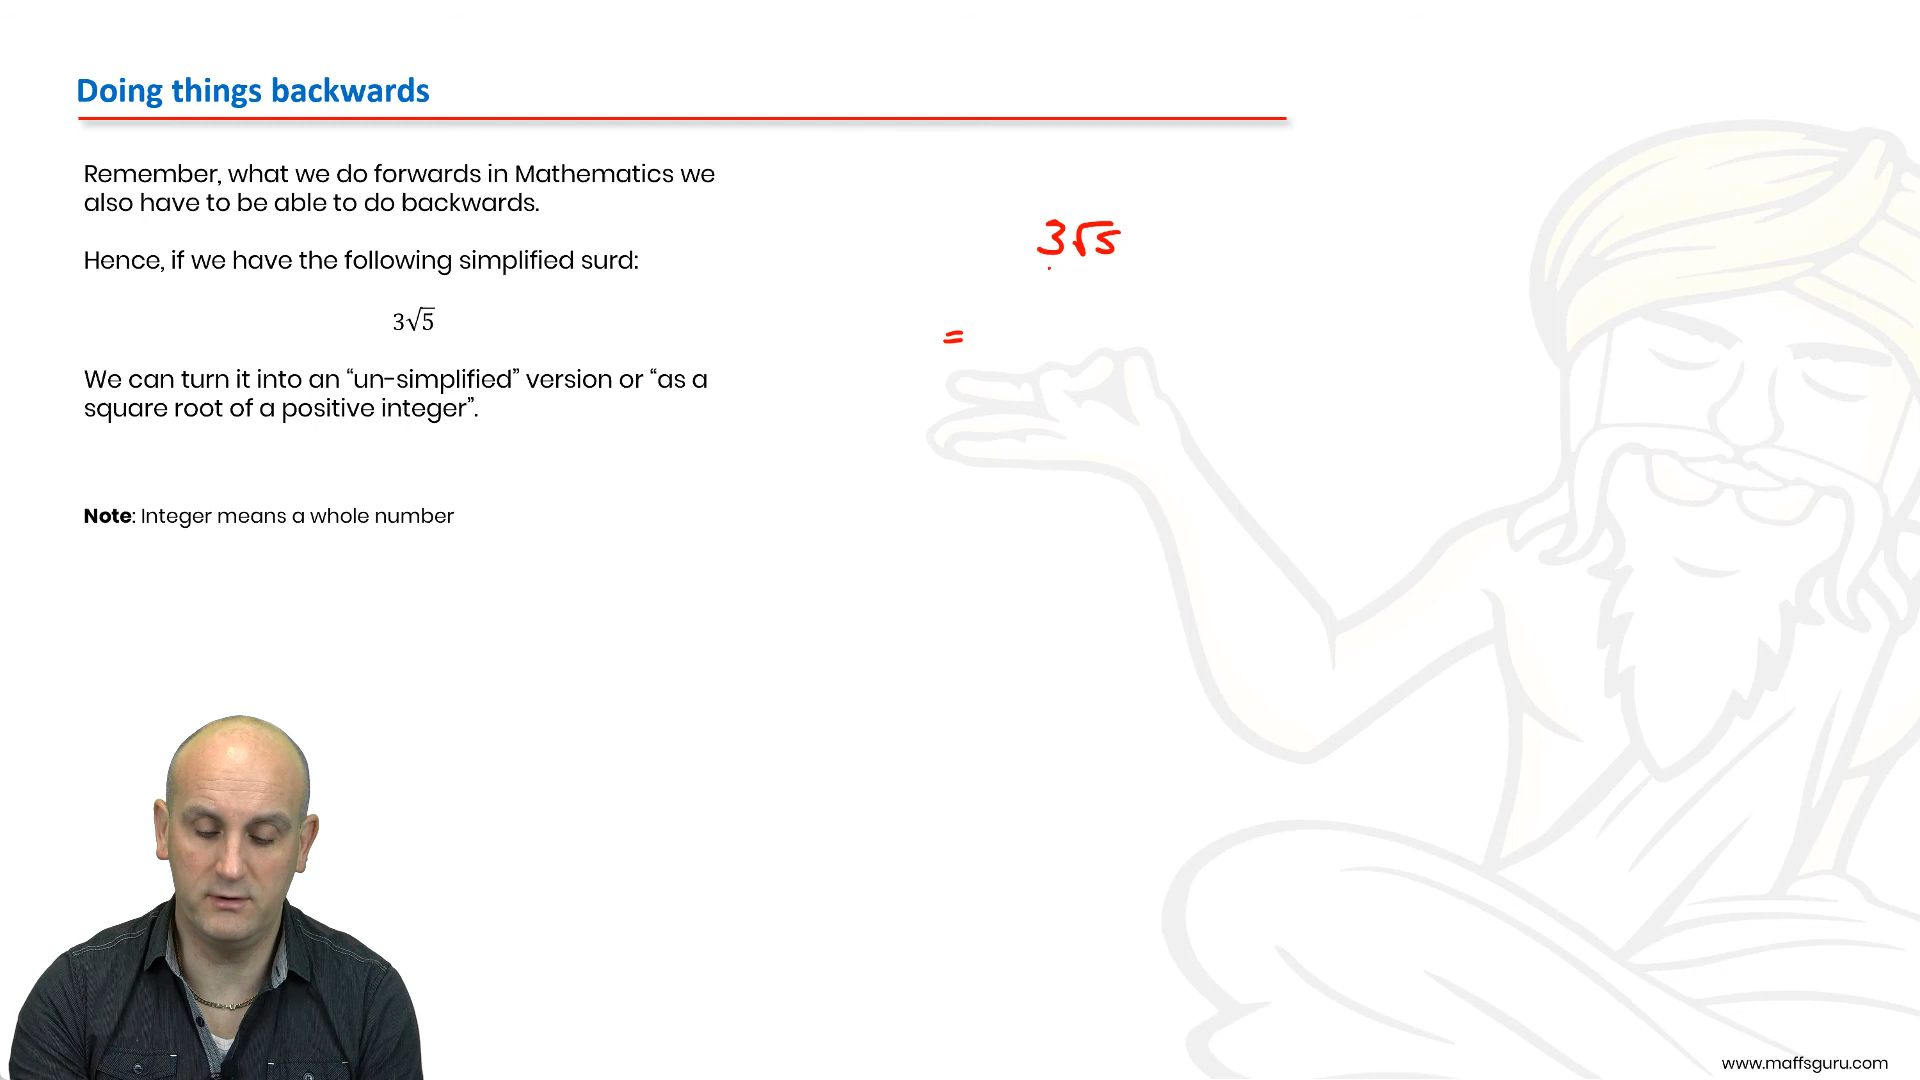 Doing things backwards
Remember, what we do forwards in Mathematics we
also have to be able to do backwards.
Hence, if we have the following simplified surd:
3√5
We can turn it into an “un-simplified” version or “as a
square root of a positive integer”.
Note: Integer means a whole number
3√5
=
www.maffsguru.com